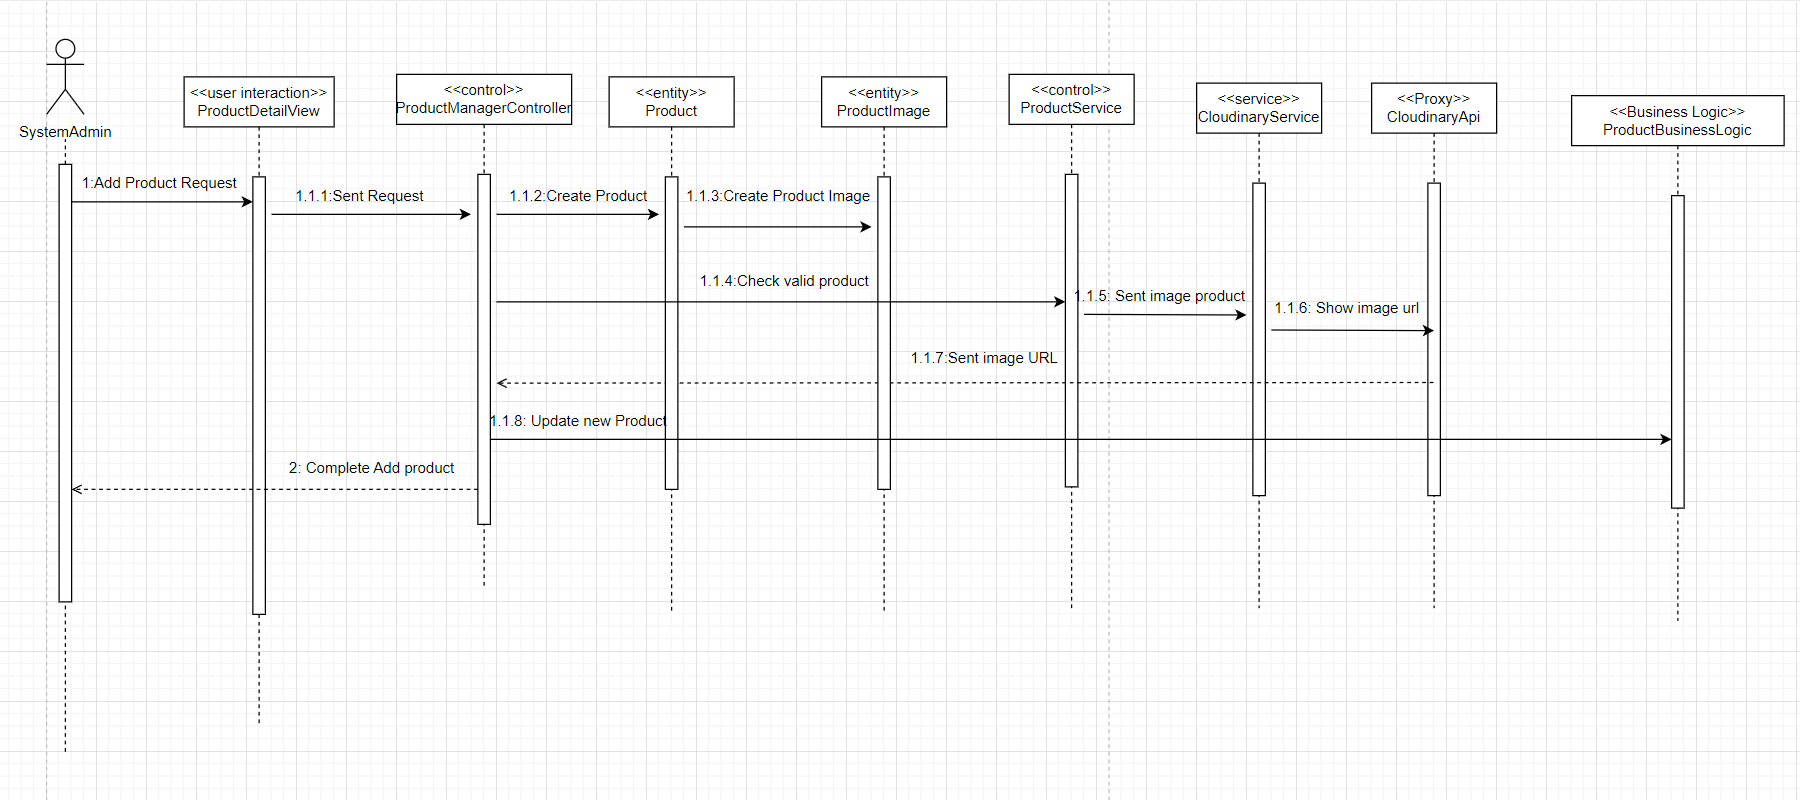 SystemAdmin
<<user interaction>>
ProductDetailView
<<control>>
ProductManagerController
<<entity>>
Product
<<entity>>
ProductImage
<<control>>
ProductService
<<service>>
CloudinaryService
<<Proxy>>
CloudinaryApi
<<Business Logic>>
ProductBusinessLogic
1:Add Product Request
1.1.1:Sent Request
1.1.2:Create Product
1.1.3:Create Product Image
1.1.4:Check valid product
1.1.5: Sent image product
1.1.6: Show image url
1.1.7:Sent image URL
1.1.8: Update new Product
2: Complete Add product